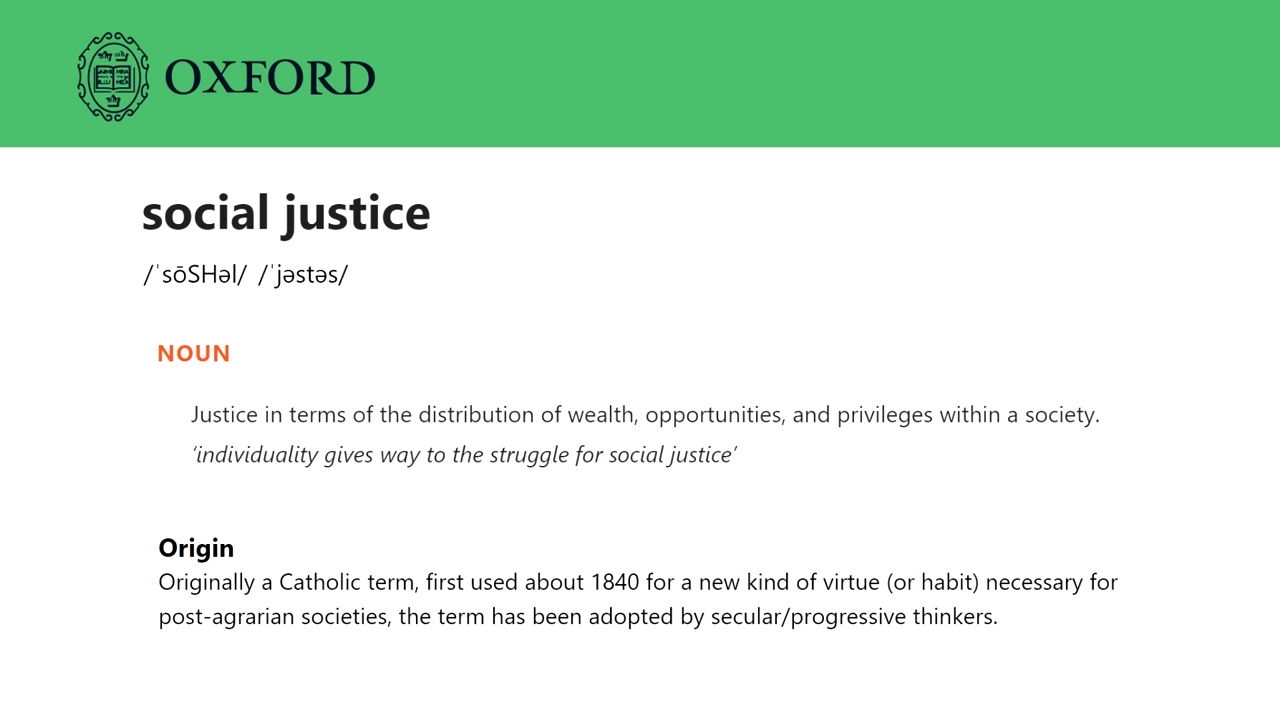 OXFORD
social justice
/ˈsōSHəl/ /ˈjəstəs/
NOUN
Justice in terms of the distribution of wealth, opportunities, and privileges within a society.
‘individuality gives way to the struggle for social justice’
Origin
Originally a Catholic term, first used about 1840 for a new kind of virtue (or habit) necessary for
post-agrarian societies, the term has been adopted by secular/progressive thinkers.